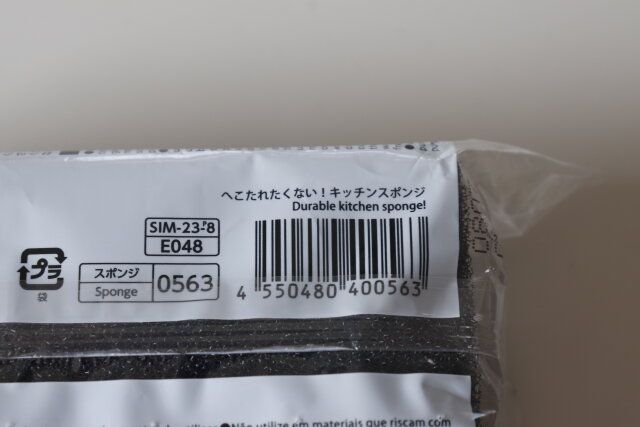 へこたれたくない！キッチンスポンジ
Durable kitchen sponge!
SIM-23-P8
E048
プラ
袋
スポンジ
Sponge
0563
4 550480 400563
●Não utilize em materiais que riscam com